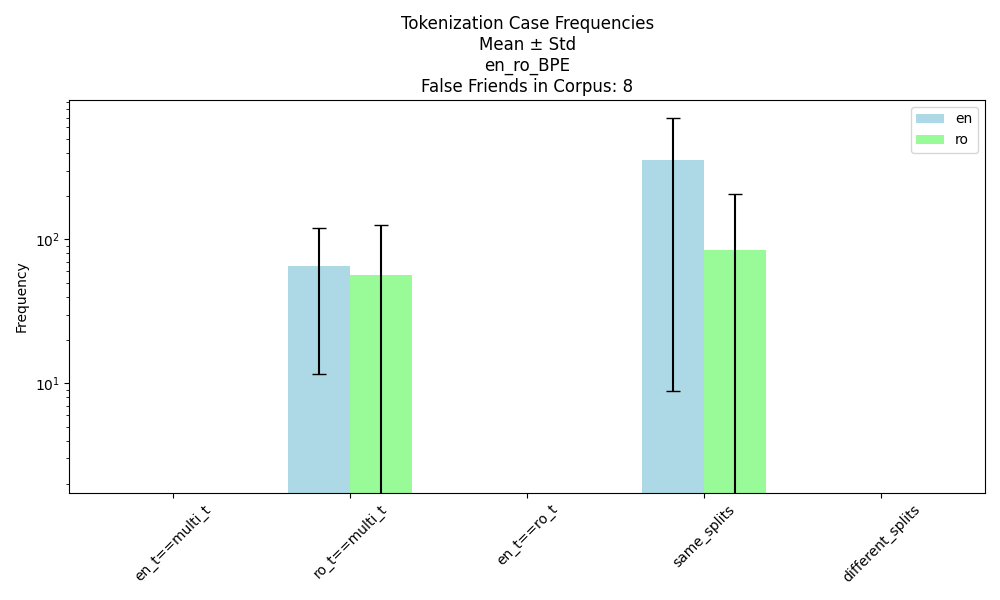 Tokenization Case Frequencies
Mean ± Std
en_ro_BPE
False Friends in Corpus: 8
en
ro
Frequency
10²
10¹
en_t==multi_t
ro_t==multi_t
en_t==ro_t
same_splits
different_splits